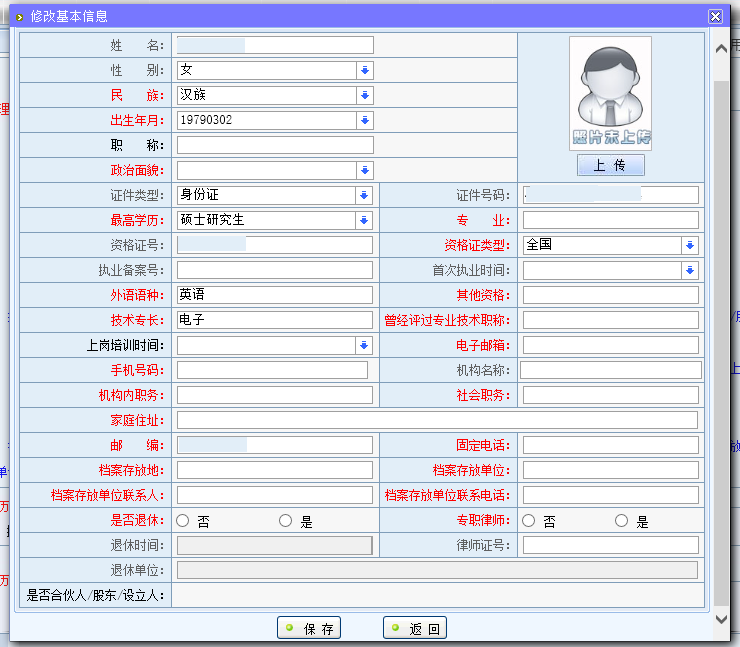 修改基本信息
姓 名:
性 别: 女
民 族: 汉族
出生年月: 19790302
照片未上传
职 称:
上 传
政治面貌:
证件类型: 身份证 证件号码:
最高学历: 硕士研究生 专 业:
资格证号: 资格证类型: 全国
执业备案号: 首次执业时间:
外语语种: 英语 其他资格:
技术专长: 电子 曾经评过专业技术职称:
上岗培训时间: 电子邮箱:
手机号码: 机构名称:
机构内职务: 社会职务:
家庭住址:
邮 编: 固定电话:
档案存放地: 档案存放单位:
档案存放单位联系人: 档案存放单位联系电话:
是否退休: 否 是 专职律师: 否 是
退休时间: 律师证号:
退休单位:
是否合伙人/股东/设立人:
保 存 返 回